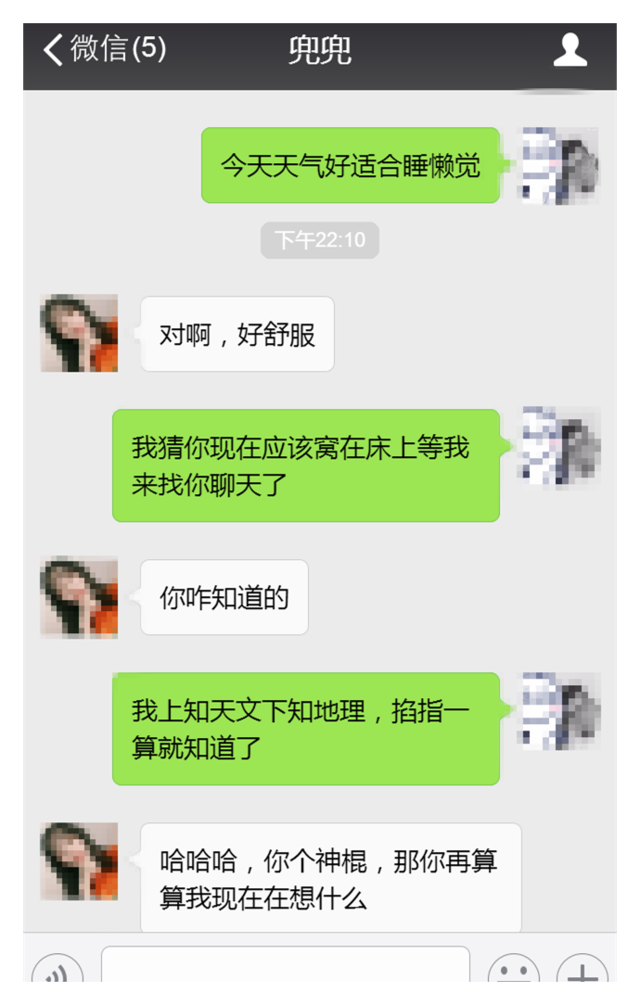 微信(5)
兜兜
今天天气好适合睡懒觉
下午22:10
对啊，好舒服
我猜你现在应该窝在床上等我
来找你聊天了
你咋知道的
我上知天文下知地理，掐指一
算就知道了
哈哈哈，你个神棍，那你再算
算我现在在想什么